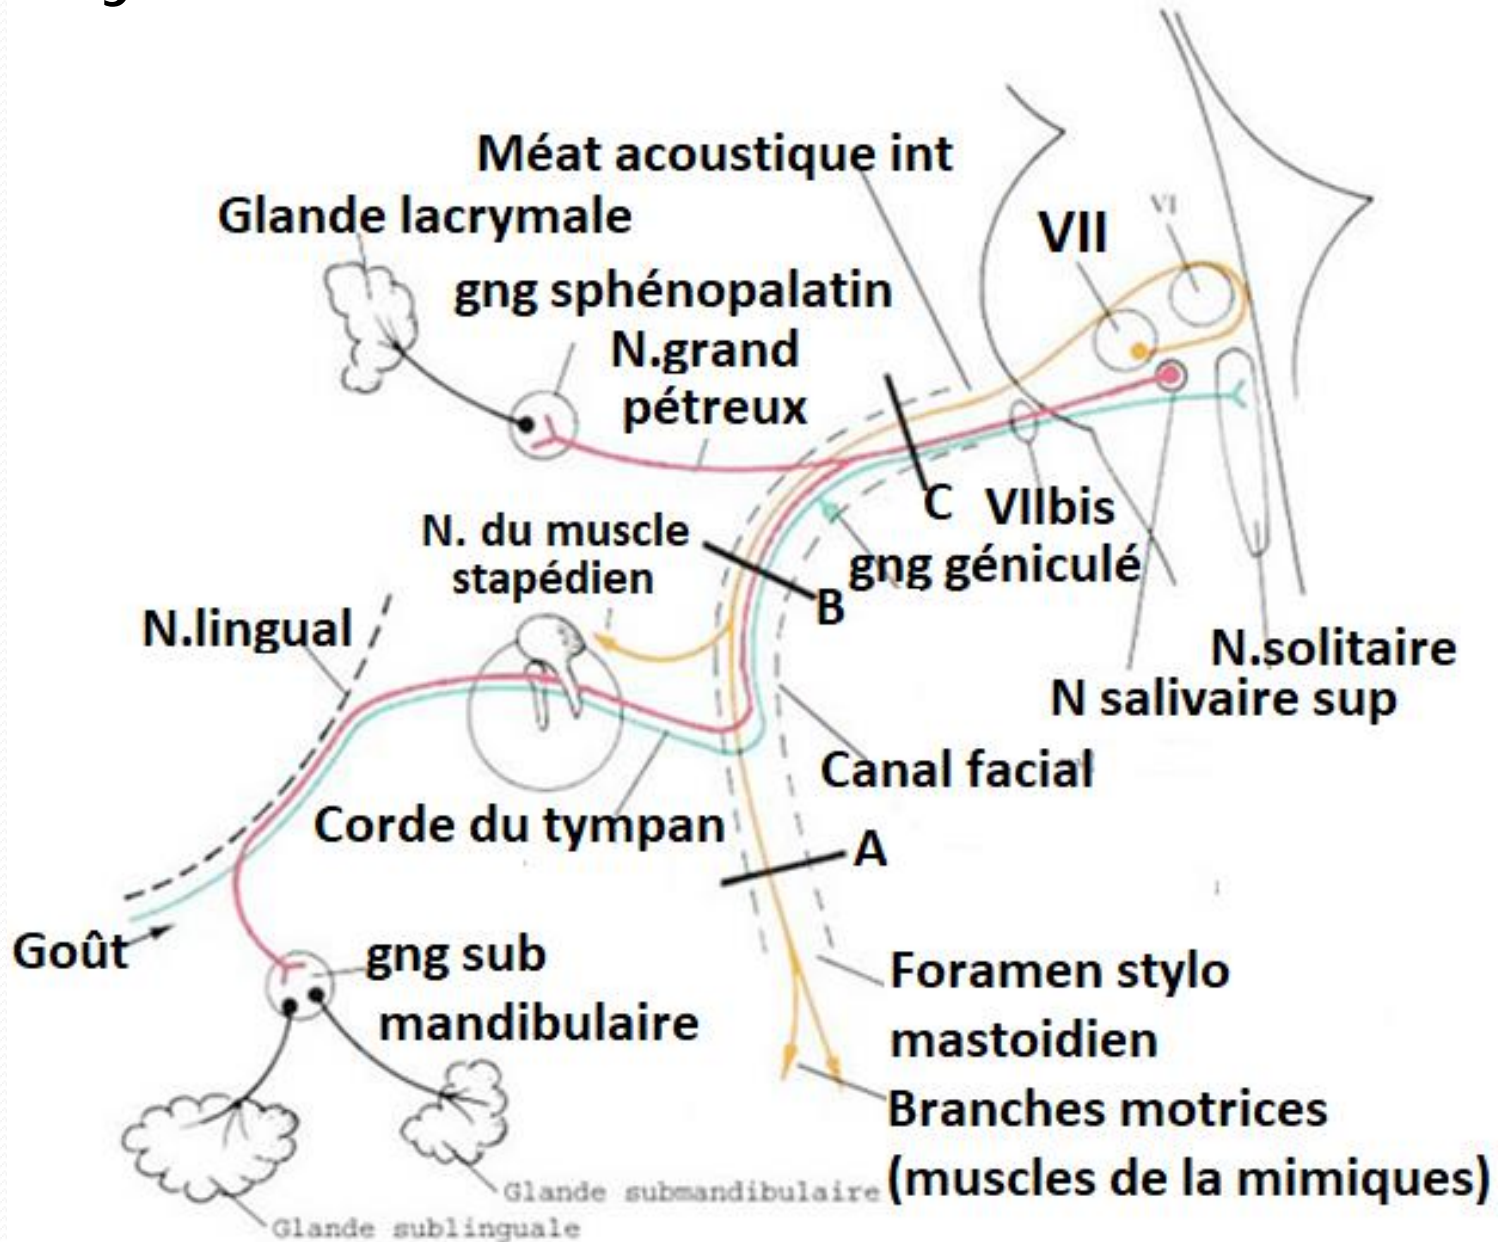 Méat acoustique int
VI
Glande lacrymale
VII
gng sphénopalatin
N.grand
pétreux
C
VIIbis
N. du muscle
stapédien
gng géniculé
B
N.lingual
N.solitaire
N salivaire sup
Canal facial
Corde du tympan
A
Goût
gng sub
mandibulaire
Foramen stylo
mastoidien
Branches motrices
(muscles de la mimiques)
Glande submandibulaire
Glande sublinguale